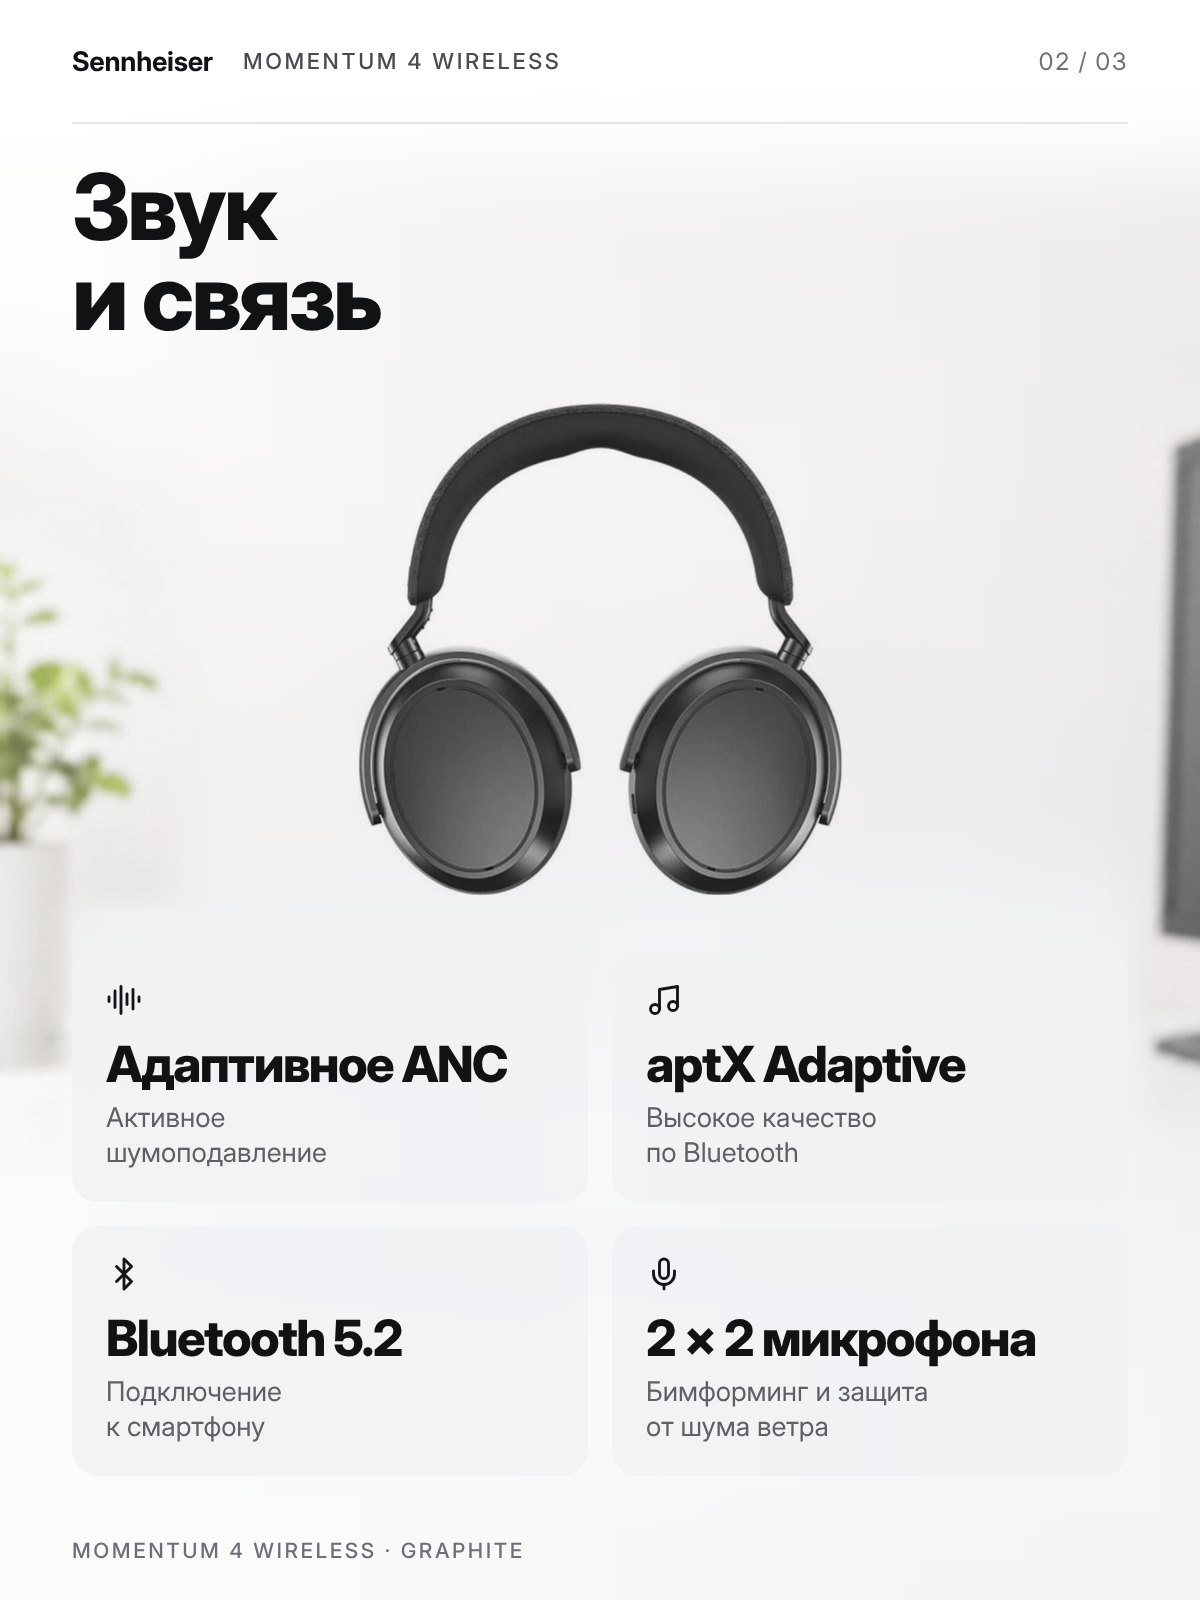 Sennheiser MOMENTUM 4 WIRELESS 02 / 03
Звук
и связь
Адаптивное ANC
Активное
шумоподавление
aptX Adaptive
Высокое качество
по Bluetooth
Bluetooth 5.2
Подключение
к смартфону
2 × 2 микрофона
Бимформинг и защита
от шума ветра
MOMENTUM 4 WIRELESS · GRAPHITE